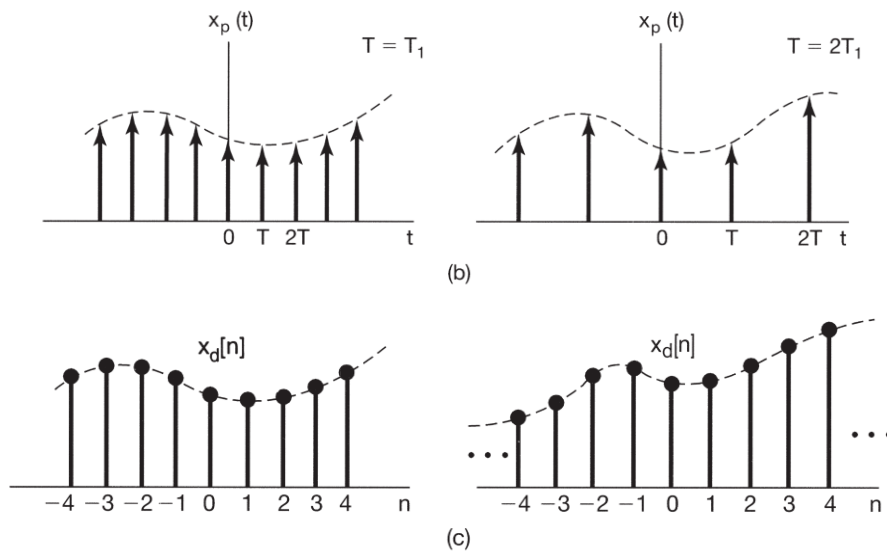 xp (t)
T = T1
xp (t)
T = 2T1
0 T 2T t
0 T 2T t
(b)
xd[n]
xd[n]
• • • •
• • •
−4 −3 −2 −1 0 1 2 3 4 n
−4 −3 −2 −1 0 1 2 3 4 n
(c)